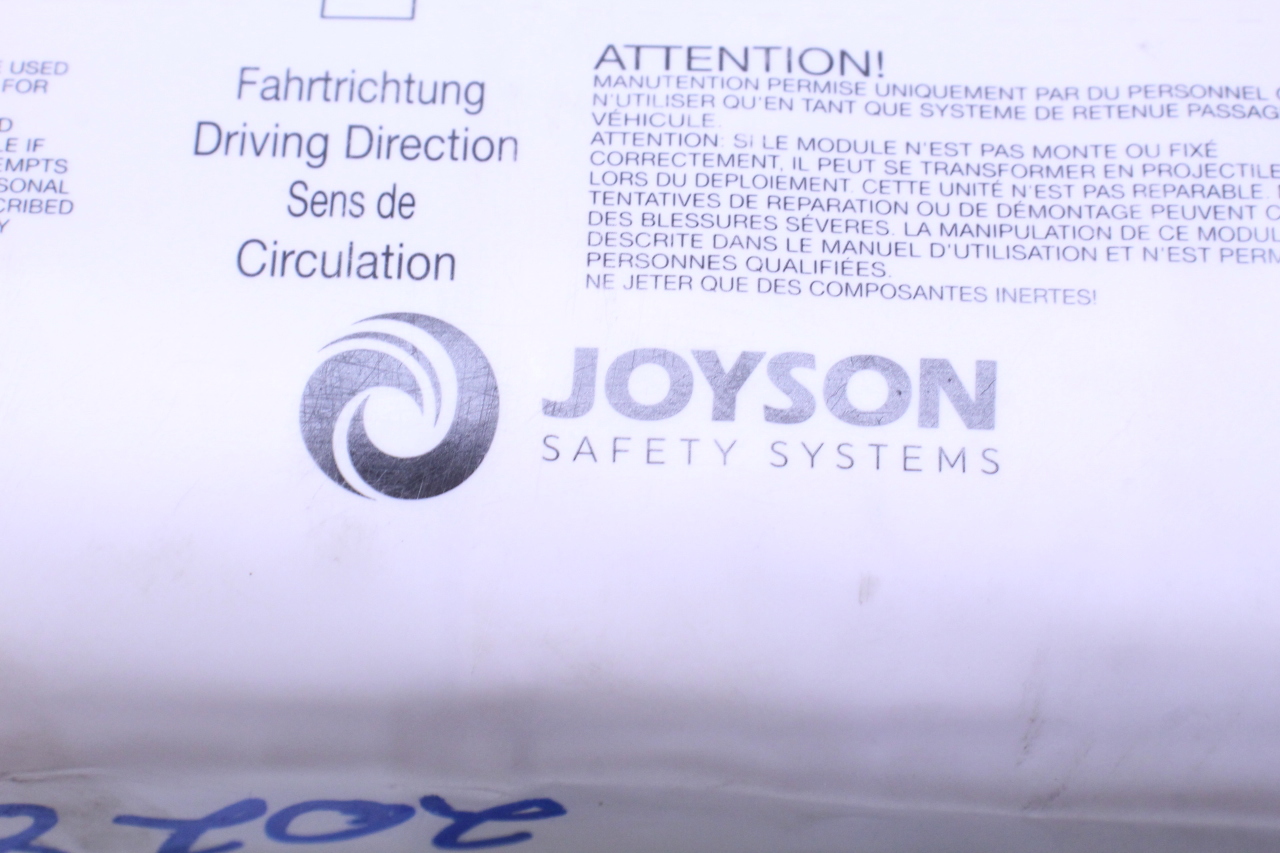 USED
FOR
IF
Fahrtrichtung
Driving Direction
Sens de
Circulation
ATTENTION!
MANUTENTION PERMISE UNIQUEMENT PAR DU PERSONNEL
N'UTILISER QU'EN TANT QUE SYSTEME DE RETENUE PASSAG
VÉHICULE.
ATTENTION: SI LE MODULE N'EST PAS MONTE OU FIXÉ
CORRECTEMENT, IL PEUT SE TRANSFORMER EN PROJECTILE
LORS DU DEPLOIEMENT. CETTE UNITÉ N'EST PAS REPARABLE.
TENTATIVES DE REPARATION OU DE DÉMONTAGE PEUVENT
DES BLESSURES SÉVERES. LA MANIPULATION DE CE MODUL
DESCRITE DANS LE MANUEL D'UTILISATION ET N'EST PERM
PERSONNES QUALIFIÉES.
NE JETER QUE DES COMPOSANTES INERTES!
JOYSON
SAFETY SYSTEMS